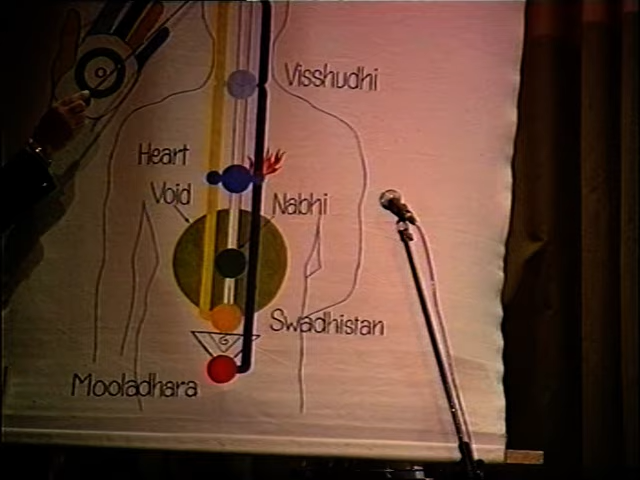 Visshudhi
Heart
Void
Nabhi
Swadhistan
G
Mooladhara